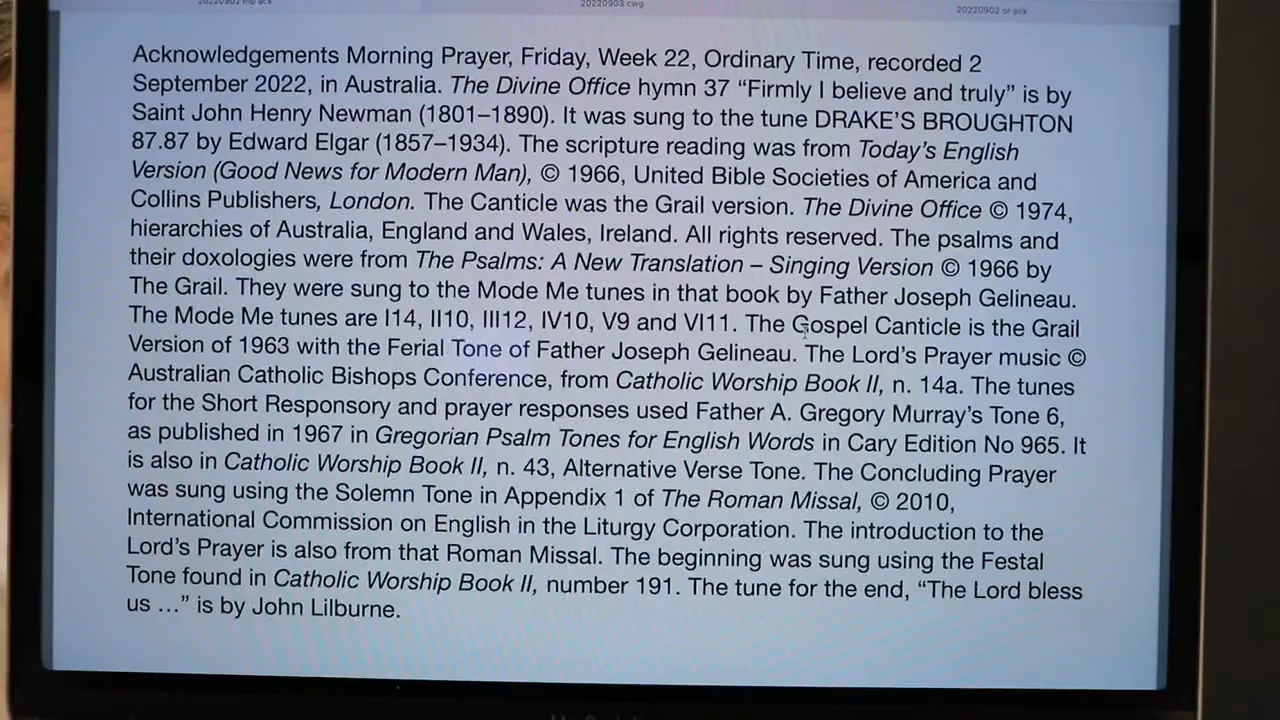 20220902 mp ack
20220903 cwg
20220902 or ack
Acknowledgements Morning Prayer, Friday, Week 22, Ordinary Time, recorded 2
September 2022, in Australia. The Divine Office hymn 37 “Firmly I believe and truly” is by
Saint John Henry Newman (1801–1890). It was sung to the tune DRAKE’S BROUGHTON
87.87 by Edward Elgar (1857–1934). The scripture reading was from Today’s English
Version (Good News for Modern Man), © 1966, United Bible Societies of America and
Collins Publishers, London. The Canticle was the Grail version. The Divine Office © 1974,
hierarchies of Australia, England and Wales, Ireland. All rights reserved. The psalms and
their doxologies were from The Psalms: A New Translation – Singing Version © 1966 by
The Grail. They were sung to the Mode Me tunes in that book by Father Joseph Gelineau.
The Mode Me tunes are I14, II10, III12, IV10, V9 and VI11. The Gospel Canticle is the Grail
Version of 1963 with the Ferial Tone of Father Joseph Gelineau. The Lord’s Prayer music ©
Australian Catholic Bishops Conference, from Catholic Worship Book II, n. 14a. The tunes
for the Short Responsory and prayer responses used Father A. Gregory Murray’s Tone 6,
as published in 1967 in Gregorian Psalm Tones for English Words in Cary Edition No 965. It
is also in Catholic Worship Book II, n. 43, Alternative Verse Tone. The Concluding Prayer
was sung using the Solemn Tone in Appendix 1 of The Roman Missal, © 2010,
International Commission on English in the Liturgy Corporation. The introduction to the
Lord’s Prayer is also from that Roman Missal. The beginning was sung using the Festal
Tone found in Catholic Worship Book II, number 191. The tune for the end, “The Lord bless
us …” is by John Lilburne.